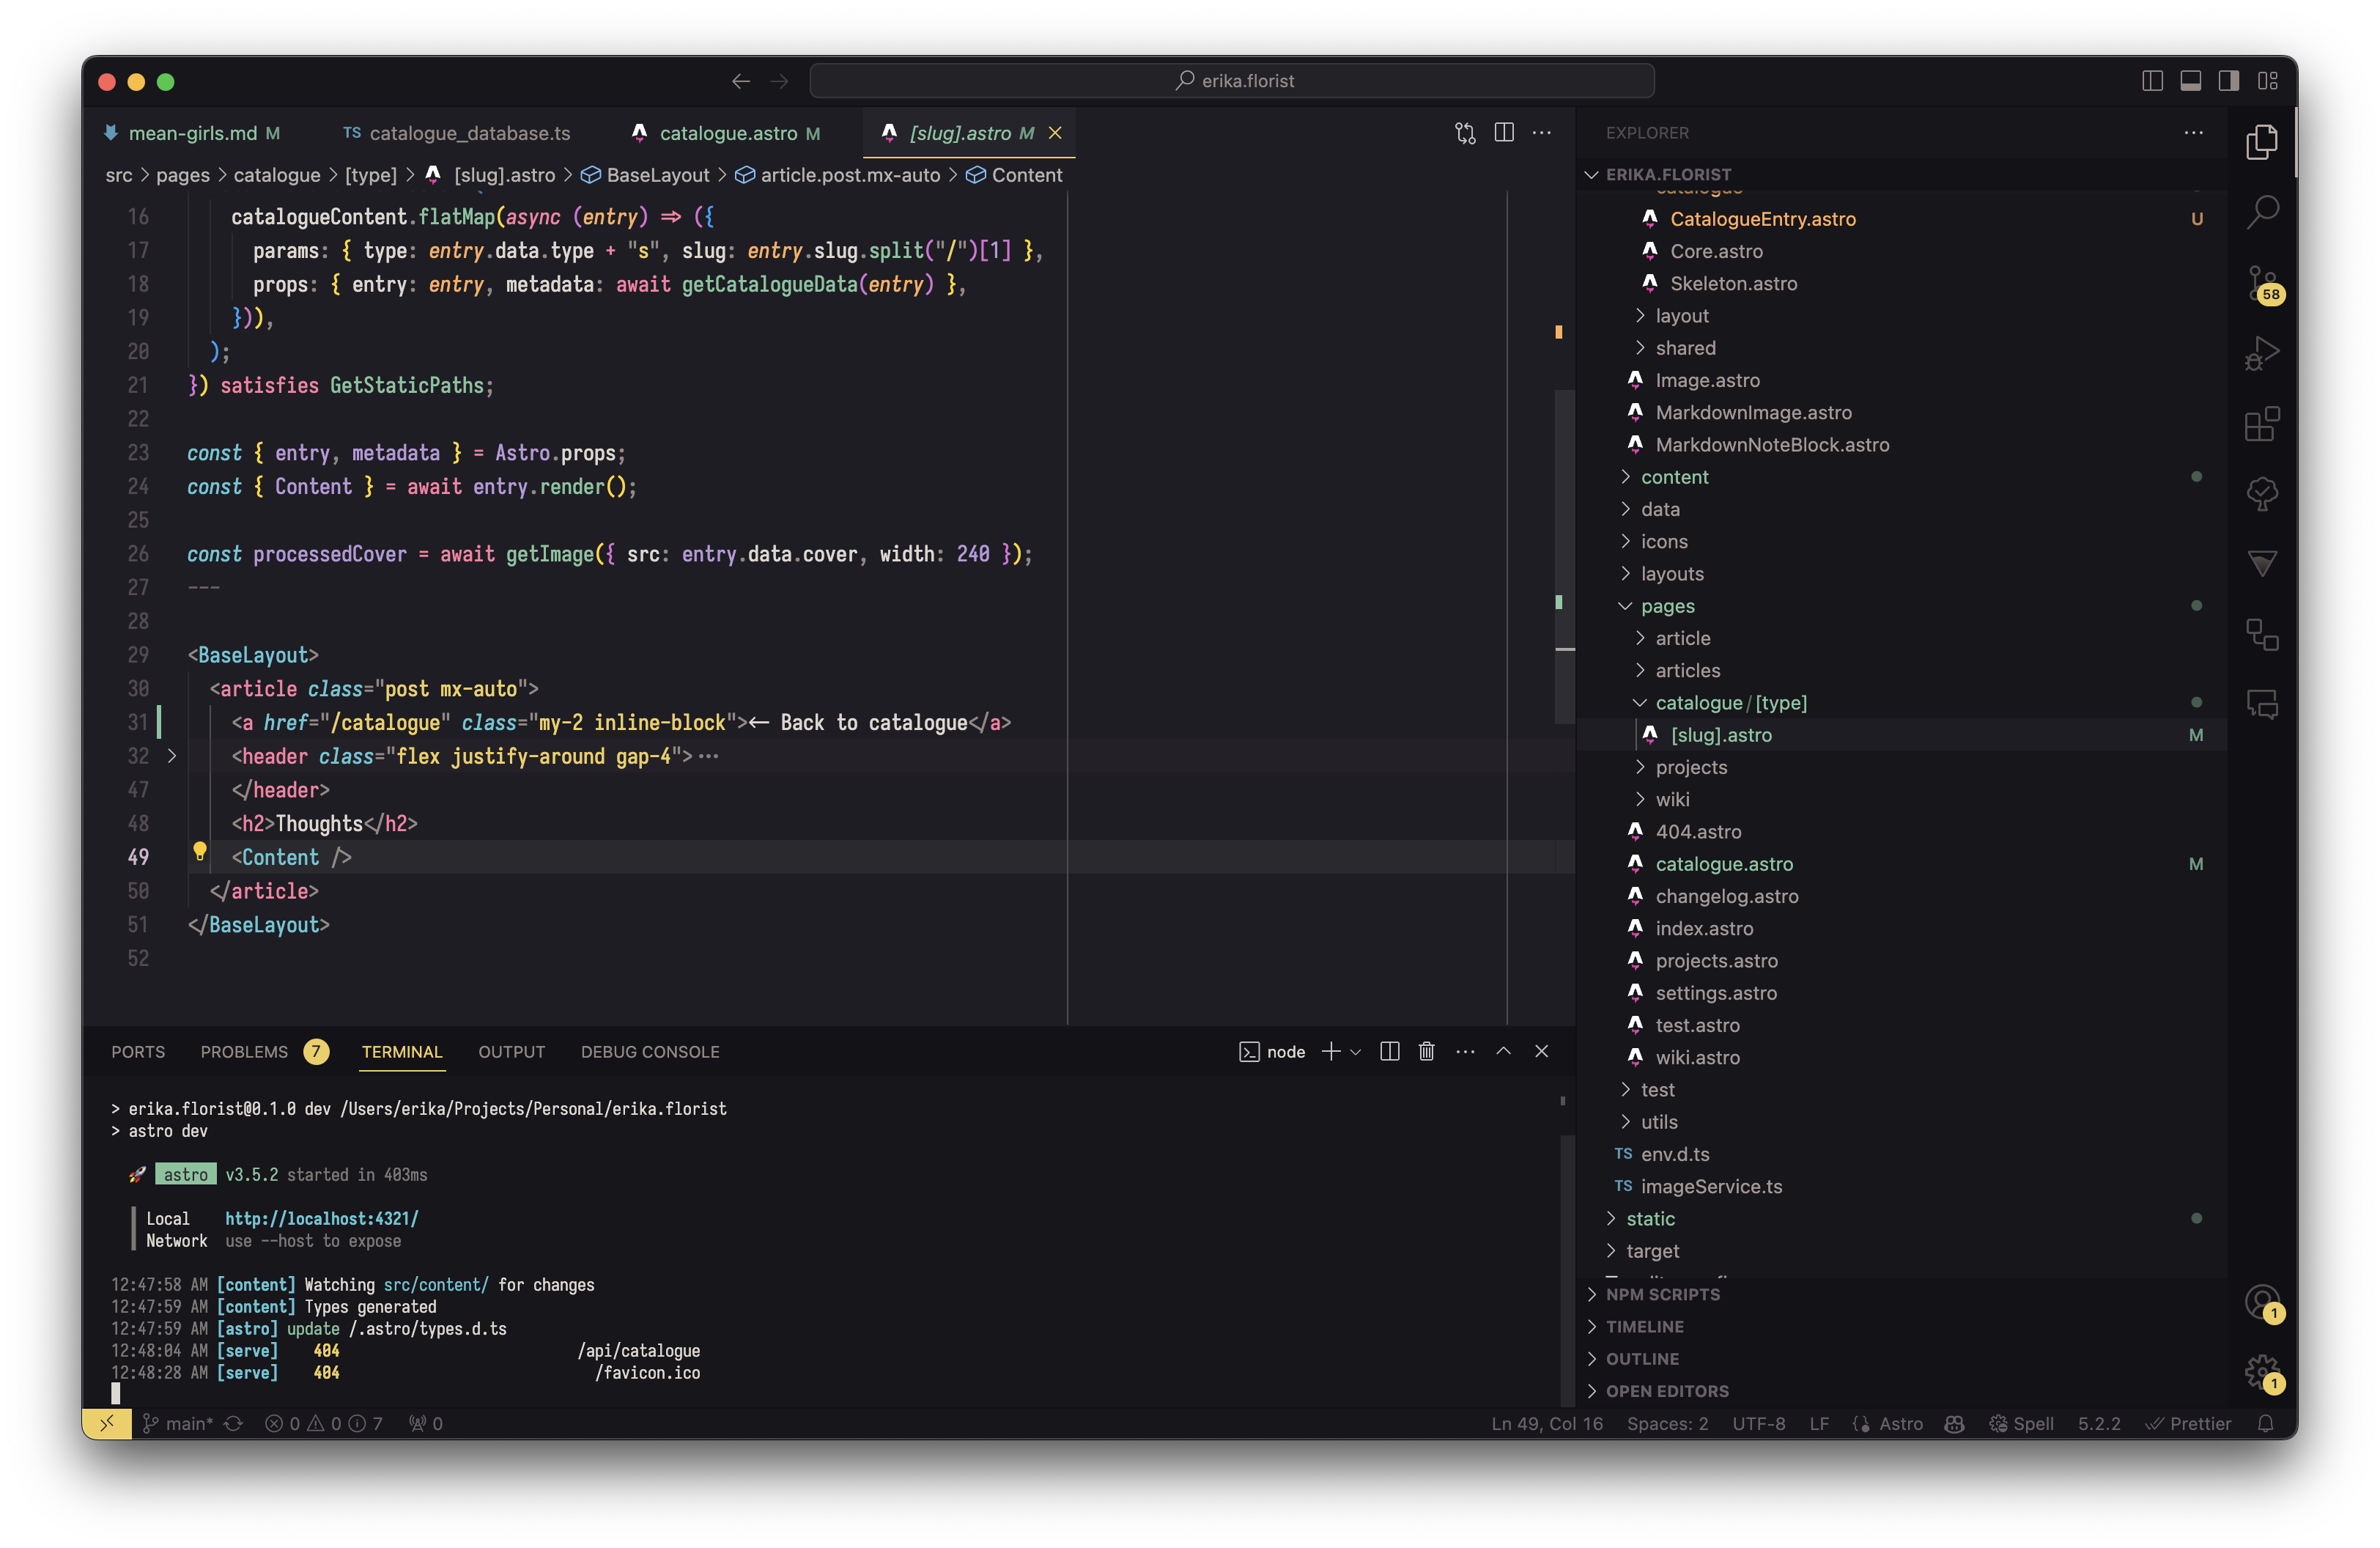 erika.florist
mean-girls.md M
TS catalogue_database.ts
catalogue.astro M
[slug].astro M
src > pages > catalogue > [type] > [slug].astro > BaseLayout > article.post.mx-auto > Content
16 catalogueContent.flatMap(async (entry) => ({
17 params: { type: entry.data.type + "s", slug: entry.slug.split("/")[1] },
18 props: { entry: entry, metadata: await getCatalogueData(entry) },
19 })),
20 );
21 }) satisfies GetStaticPaths;
22
23 const { entry, metadata } = Astro.props;
24 const { Content } = await entry.render();
25
26 const processedCover = await getImage({ src: entry.data.cover, width: 240 });
27 ---
28
29 <BaseLayout>
30 <article class="post mx-auto">
31 <a href="/catalogue" class="my-2 inline-block"><- Back to catalogue</a>
32 <header class="flex justify-around gap-4">···
47 </header>
48 <h2>Thoughts</h2>
49 <Content />
50 </article>
51 </BaseLayout>
52
PORTS
PROBLEMS 7
TERMINAL
OUTPUT
DEBUG CONSOLE
node
> erika.florist@0.1.0 dev /Users/erika/Projects/Personal/erika.florist
> astro dev
🚀 astro v3.5.2 started in 403ms
Local http://localhost:4321/
Network use --host to expose
12:47:58 AM [content] Watching src/content/ for changes
12:47:59 AM [content] Types generated
12:47:59 AM [astro] update /.astro/types.d.ts
12:48:04 AM [serve] 404 /api/catalogue
12:48:28 AM [serve] 404 /favicon.ico
EXPLORER
ERIKA.FLORIST
catalogue
CatalogueEntry.astro U
Core.astro
Skeleton.astro
layout
shared
Image.astro
MarkdownImage.astro
MarkdownNoteBlock.astro
content
data
icons
layouts
pages
article
articles
catalogue/[type]
[slug].astro M
projects
wiki
404.astro
catalogue.astro M
changelog.astro
index.astro
projects.astro
settings.astro
test.astro
wiki.astro
test
utils
TS env.d.ts
TS imageService.ts
static
target
NPM SCRIPTS
TIMELINE
OUTLINE
OPEN EDITORS
58
1
1
main* 0 0 7 0
Ln 49, Col 16 Spaces: 2 UTF-8 LF Astro Spell 5.2.2 Prettier